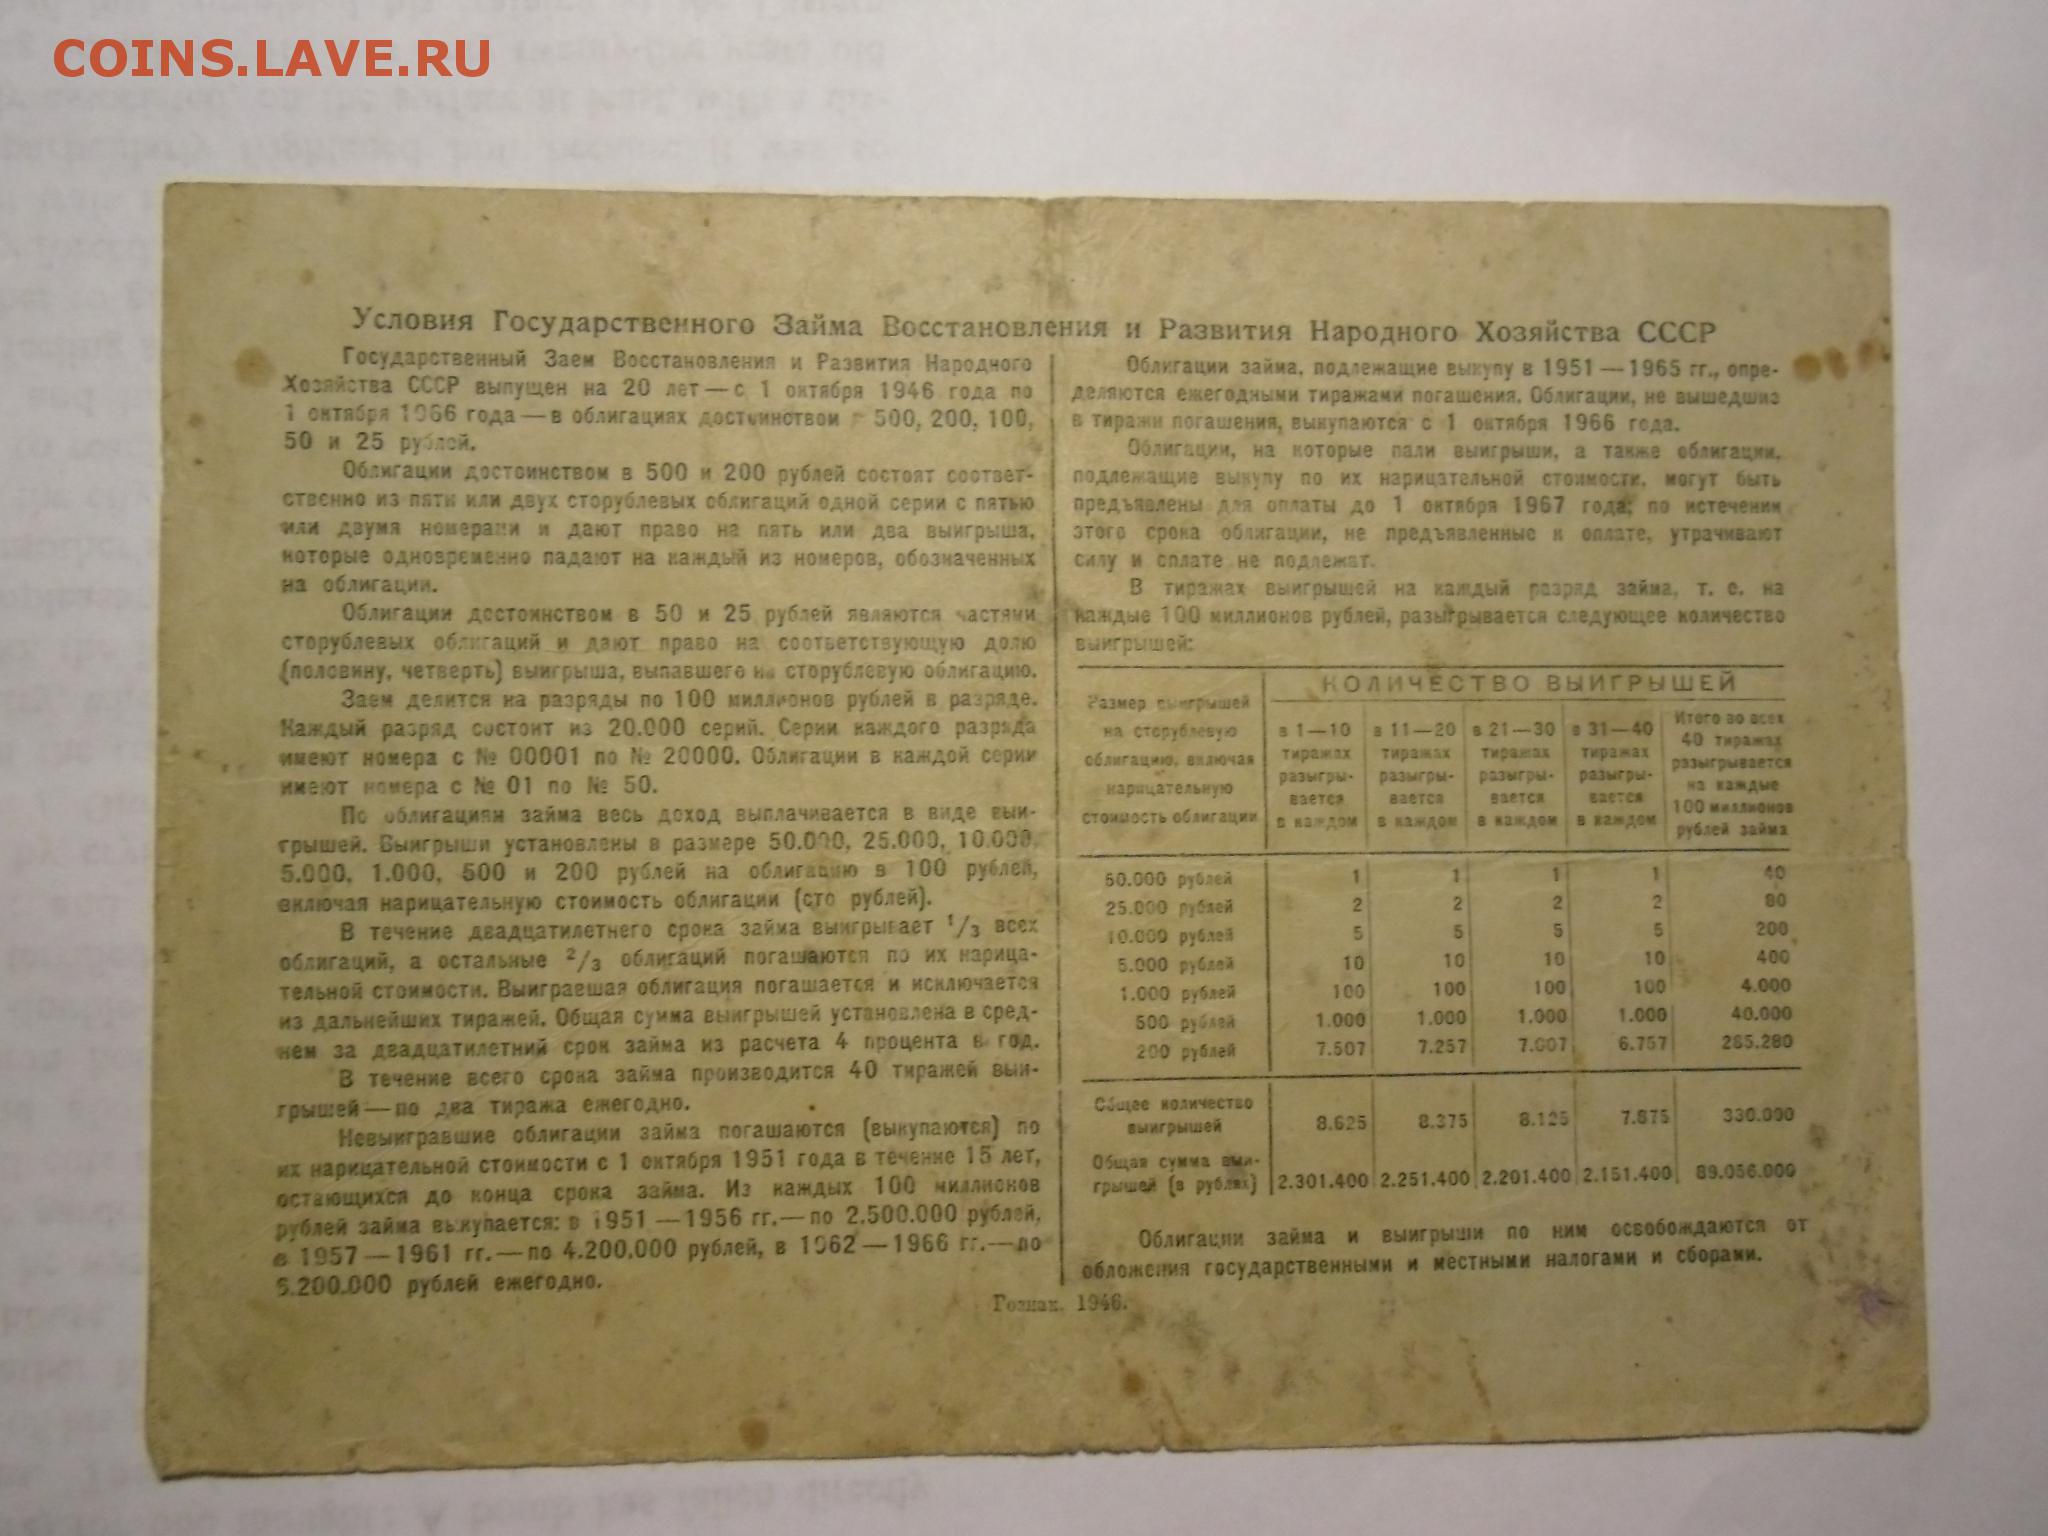 COINS.LAVE.RU
Условия Государственного Займа Восстановления и Развития Народного Хозяйства СССР
Государственный Заем Восстановления и Развития Народного
Хозяйства СССР выпущен на 20 лет — с 1 октября 1946 года по
1 октября 1966 года — в облигациях достоинством 500, 200, 100,
50 и 25 рублей.
Облигации достоинством в 500 и 200 рублей состоят соответ-
ственно из пяти или двух сторублевых облигаций одной серии с пятью
или двумя номерами и дают право на пять или два выигрыша,
которые одновременно падают на каждый из номеров, обозначенных
на облигации.
Облигации достоинством в 50 и 25 рублей являются частями
сторублевых облигаций и дают право на соответствующую долю
(половину, четверть) выигрыша, выпавшего на сторублевую облигацию.
Заем делится на разряды по 100 миллионов рублей в разряде.
Каждый разряд состоит из 20.000 серий. Серии каждого разряда
имеют номера с № 00001 по № 20000. Облигации в каждой серии
имеют номера с № 01 по № 50.
По облигациям займа весь доход выплачивается в виде выи-
грышей. Выигрыши установлены в размере 50.000, 25.000, 10.000,
5.000, 1.000, 500 и 200 рублей на облигацию в 100 рублей,
включая нарицательную стоимость облигации (сто рублей).
В течение двадцатилетнего срока займа выигрывает 1/3 всех
облигаций, а остальные 2/3 облигаций погашаются по их нарица-
тельной стоимости. Выигравшая облигация погашается и исключается
из дальнейших тиражей. Общая сумма выигрышей установлена в сред-
нем за двадцатилетний срок займа из расчета 4 процента в год.
В течение всего срока займа производится 40 тиражей выи-
грышей — по два тиража ежегодно.
Невыигравшие облигации займа погашаются (выкупаются) по
их нарицательной стоимости с 1 октября 1951 года в течение 15 лет,
остающихся до конца срока займа. Из каждых 100 миллионов
рублей займа выкупается: в 1951 — 1956 гг. — по 2.500.000 рублей,
в 1957 — 1961 гг. — по 4.200.000 рублей, в 1962 — 1966 гг. — по
5.200.000 рублей ежегодно.
Облигации займа, подлежащие выкупу в 1951 — 1965 гг., опре-
деляются ежегодными тиражами погашения. Облигации, не вышедшие
в тиражи погашения, выкупаются с 1 октября 1966 года.
Облигации, на которые пали выигрыши, а также облигации,
подлежащие выкупу по их нарицательной стоимости, могут быть
предъявлены для оплаты до 1 октября 1967 года; по истечении
этого срока облигации, не предъявленные к оплате, утрачивают
силу и оплате не подлежат.
В тиражах выигрышей на каждый разряд займа, т. е. на
каждые 100 миллионов рублей, разыгрывается следующее количество
выигрышей:
Размер выигрышей
на сторублевую
облигацию, включая
нарицательную
стоимость облигации
КОЛИЧЕСТВО ВЫИГРЫШЕЙ
в 1—10
тиражах
разыгры-
вается
в каждом
в 11—20
тиражах
разыгры-
вается
в каждом
в 21—30
тиражах
разыгры-
вается
в каждом
в 31—40
тиражах
разыгры-
вается
в каждом
Итого во всех
40 тиражах
разыгрывается
на каждые
100 миллионов
рублей займа
50.000 рублей 1 1 1 1 40
25.000 рублей 2 2 2 2 80
10.000 рублей 5 5 5 5 200
5.000 рублей 10 10 10 10 400
1.000 рублей 100 100 100 100 4.000
500 рублей 1.000 1.000 1.000 1.000 40.000
200 рублей 7.507 7.257 7.007 6.757 285.280
Общее количество
выигрышей 8.625 8.375 8.125 7.875 330.000
Общая сумма выи-
грышей (в рублях) 2.301.400 2.251.400 2.201.400 2.151.400 89.056.000
Облигации займа и выигрыши по ним освобождаются от
обложения государственными и местными налогами и сборами.
Гознак. 1946.